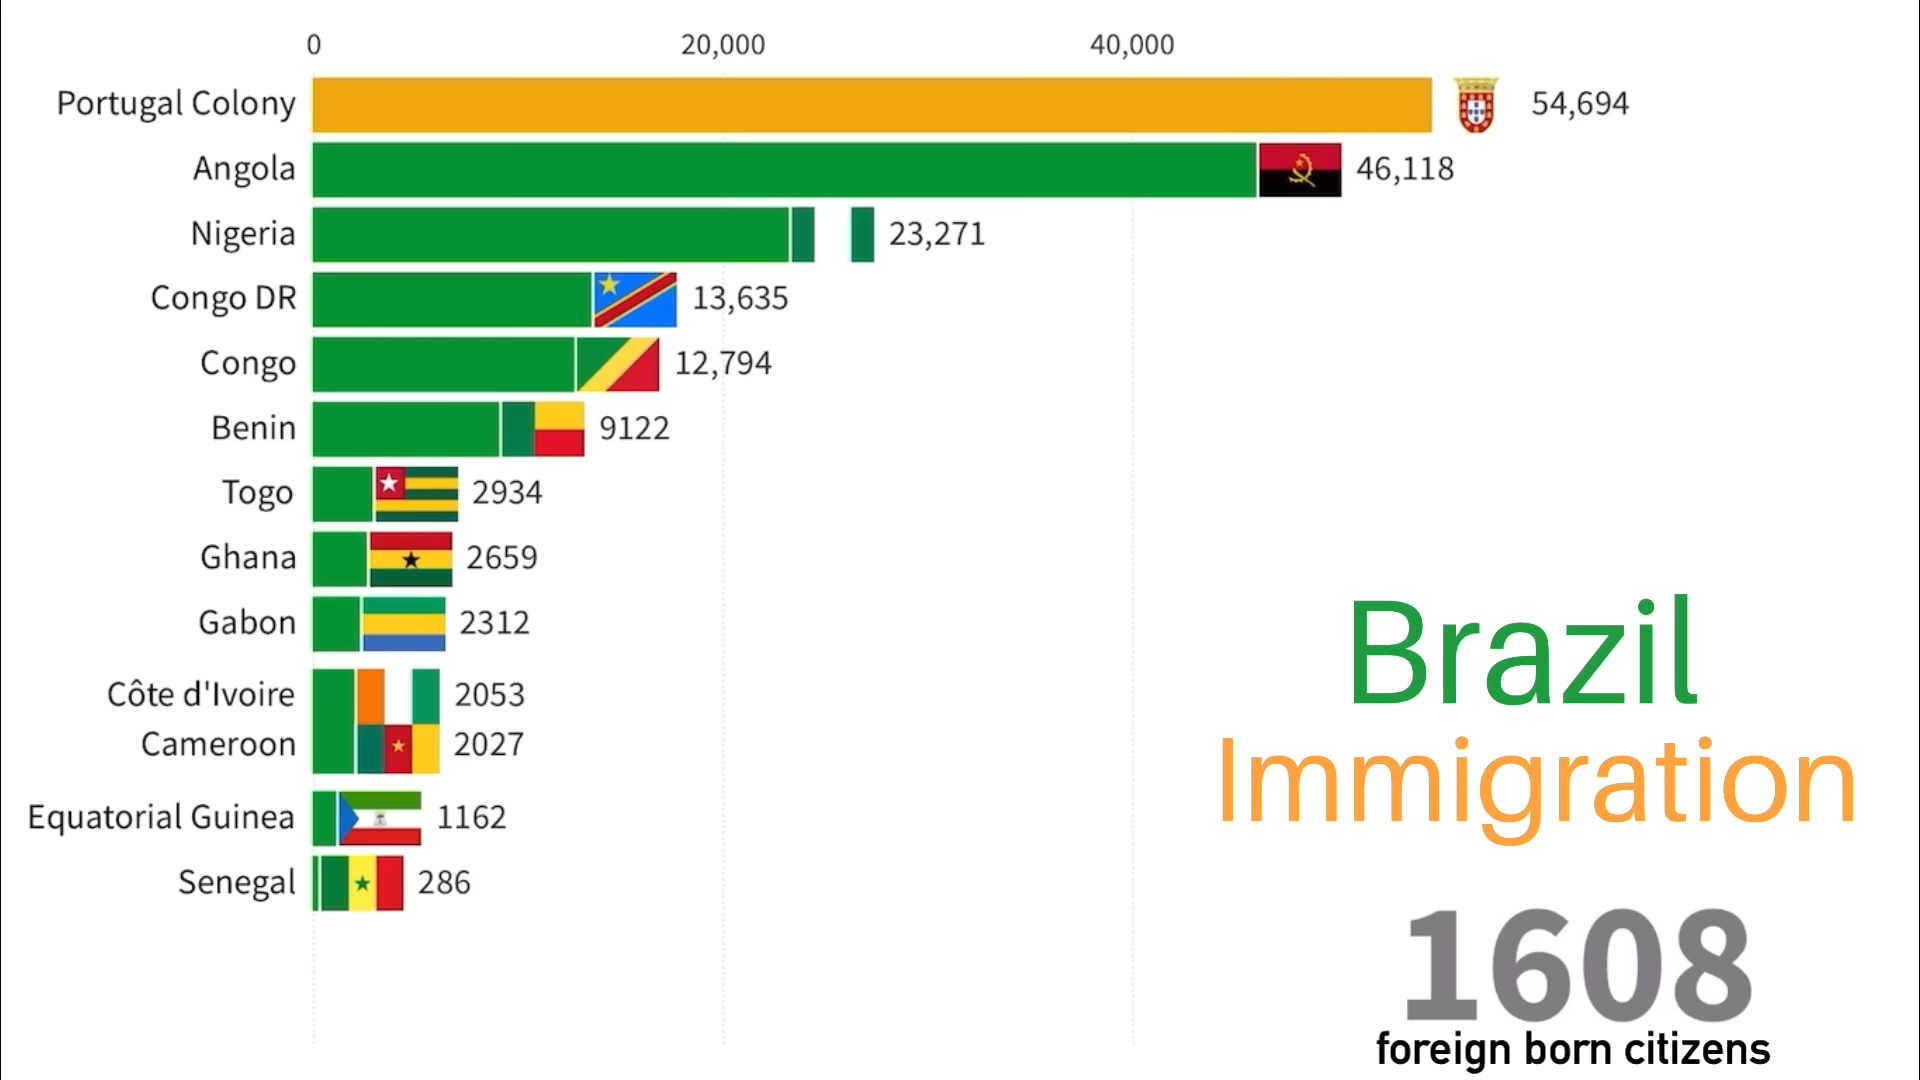 0 20,000 40,000
Portugal Colony 54,694
Angola 46,118
Nigeria 23,271
Congo DR 13,635
Congo 12,794
Benin 9122
Togo 2934
Ghana 2659
Gabon 2312
Côte d'Ivoire 2053
Cameroon 2027
Equatorial Guinea 1162
Senegal 286
Brazil
Immigration
1608
foreign born citizens